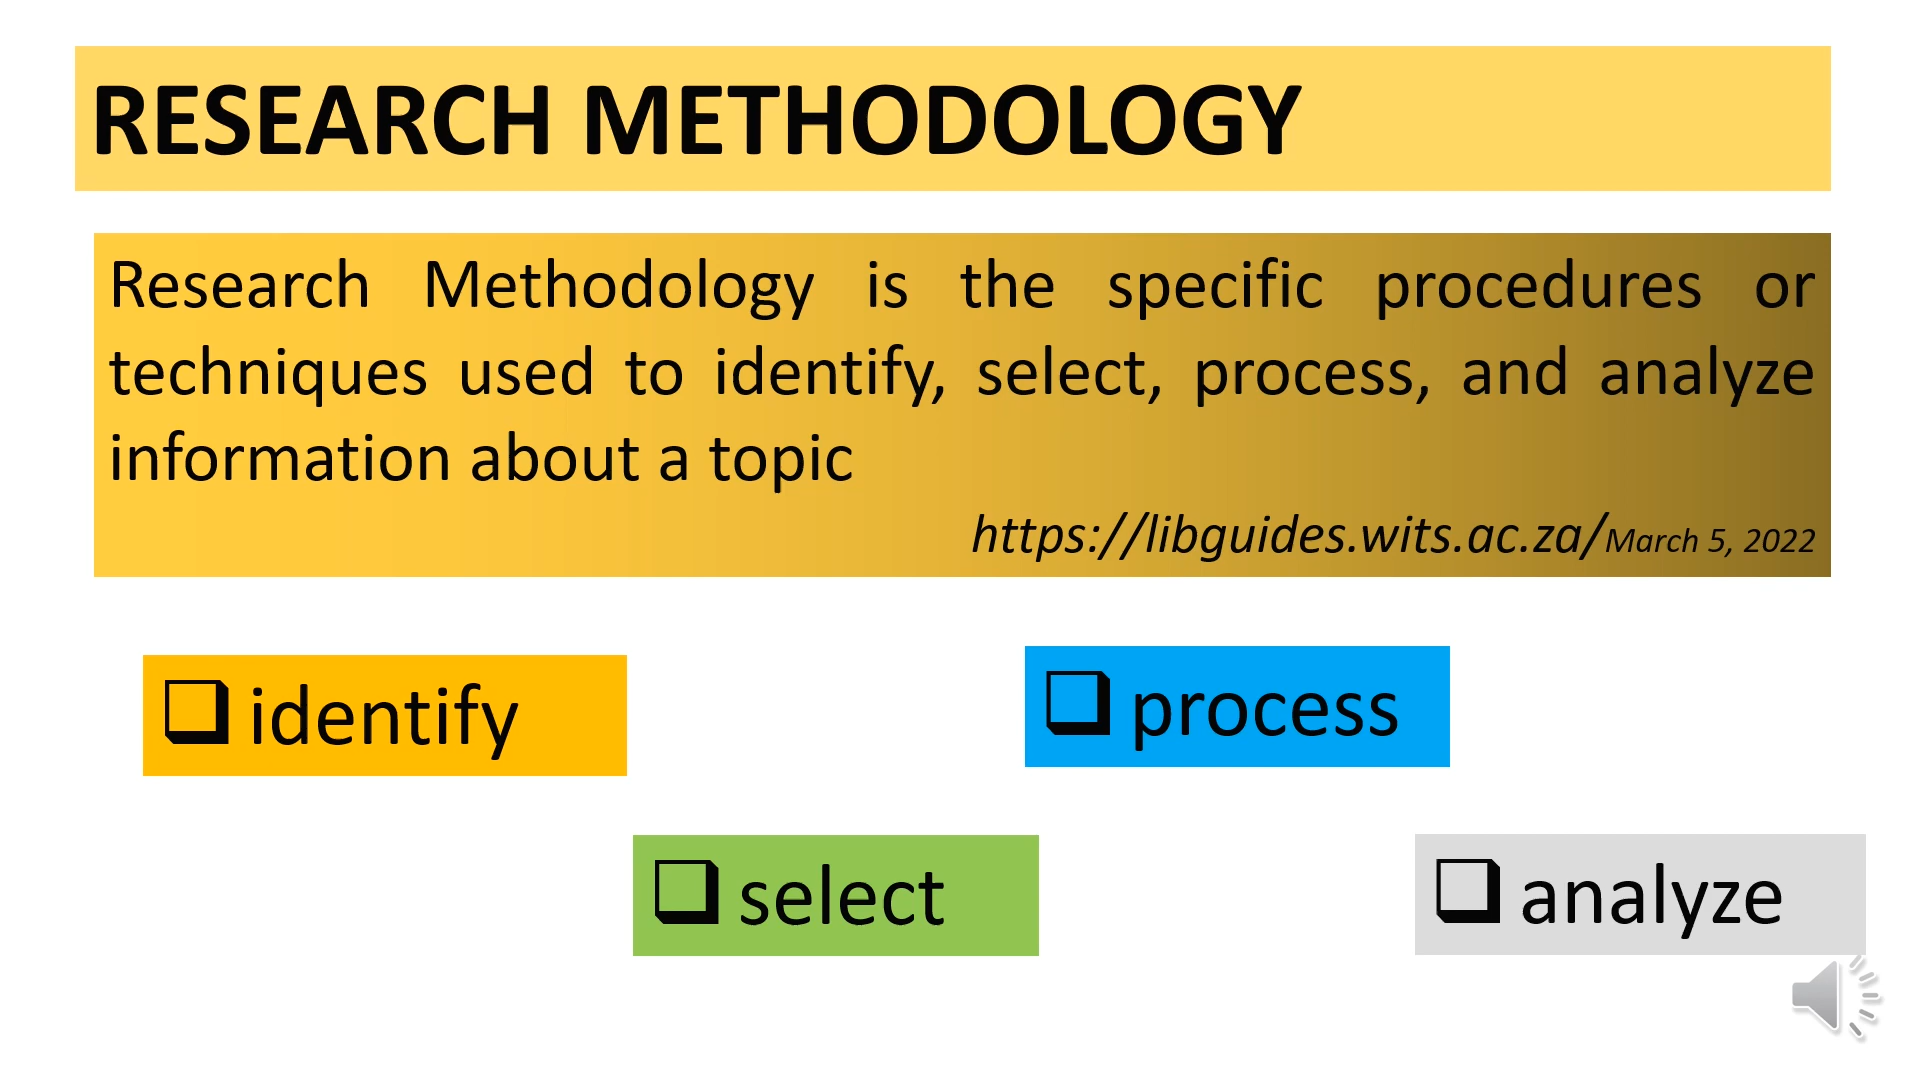 RESEARCH METHODOLOGY
Research Methodology is the specific procedures or
techniques used to identify, select, process, and analyze
information about a topic
https://libguides.wits.ac.za/March 5, 2022
❑ identify
❑ process
❑ select
❑ analyze